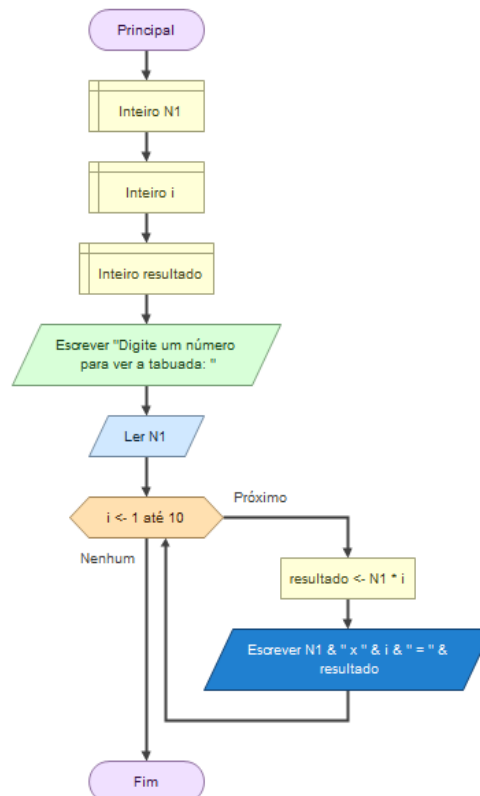 Principal
Inteiro N1
Inteiro i
Inteiro resultado
Escrever "Digite um número
para ver a tabuada: "
Ler N1
i <- 1 até 10
Próximo
Nenhum
resultado <- N1 * i
Escrever N1 & " x " & i & " = " &
resultado
Fim